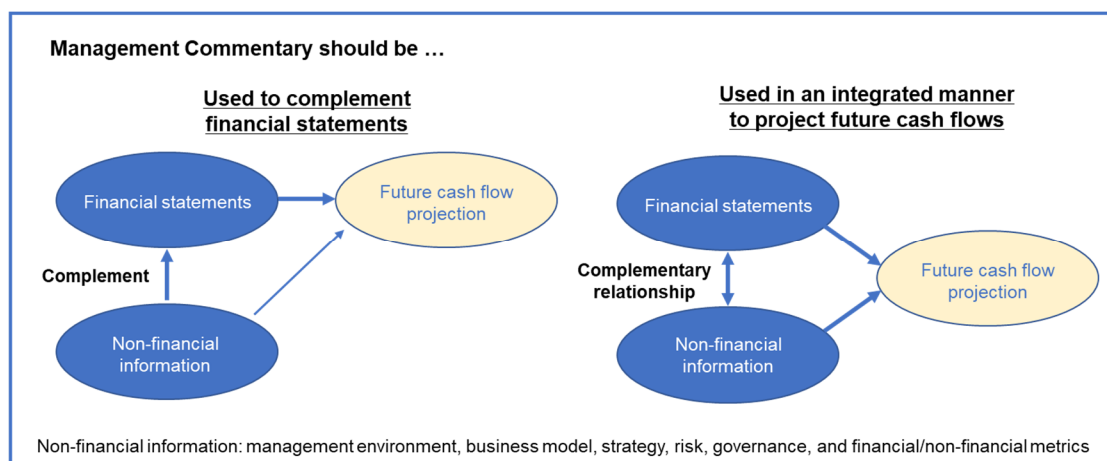 Management Commentary should be …
Used to complement
financial statements
Financial statements
Future cash flow
projection
Complement
Non-financial
information
Used in an integrated manner
to project future cash flows
Financial statements
Complementary
relationship
Future cash flow
projection
Non-financial
information
Non-financial information: management environment, business model, strategy, risk, governance, and financial/non-financial metrics